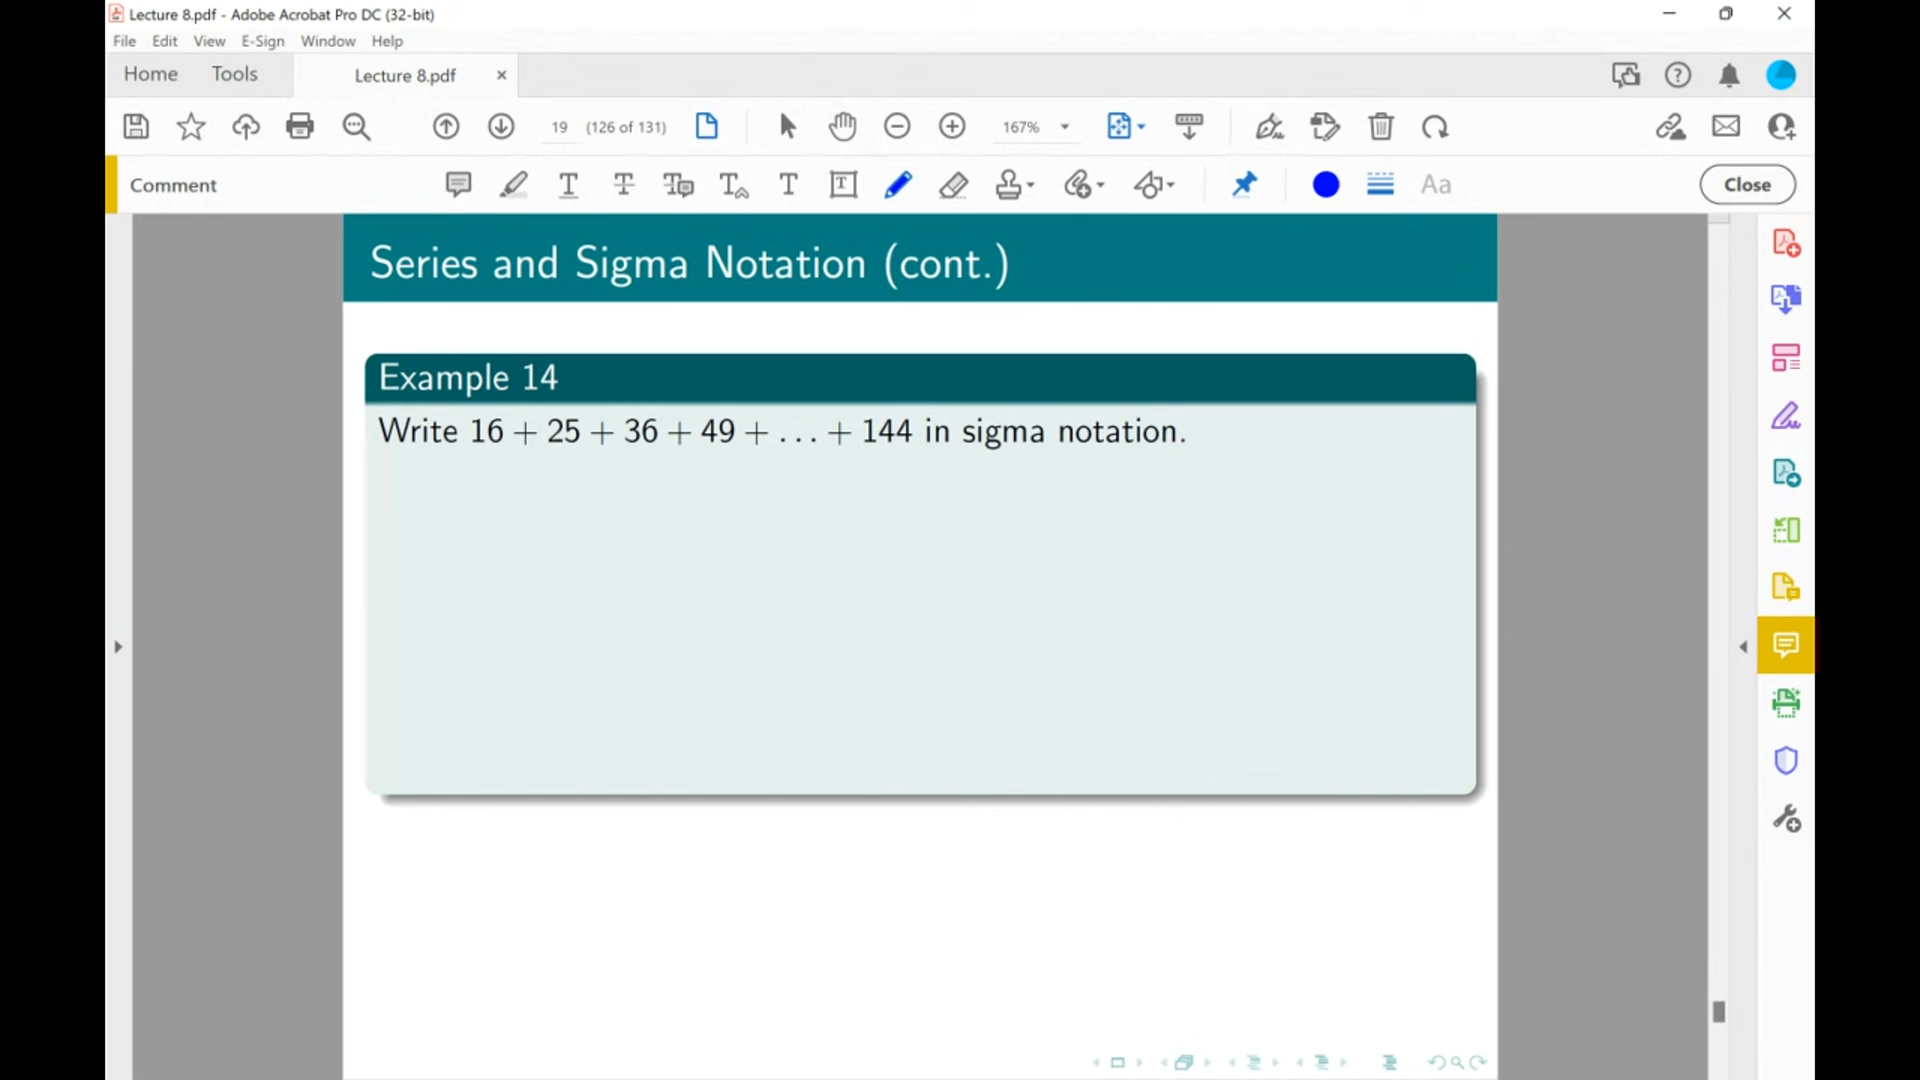 Lecture 8.pdf - Adobe Acrobat Pro DC (32-bit)
File Edit View E-Sign Window Help
Home Tools Lecture 8.pdf
19 (126 of 131) 167%
Comment Aa Close
Series and Sigma Notation (cont.)
Example 14
Write 16 + 25 + 36 + 49 + ... + 144 in sigma notation.